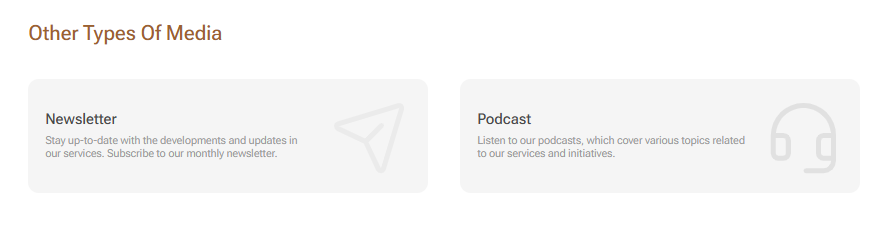 Other Types Of Media
Newsletter
Stay up-to-date with the developments and updates in
our services. Subscribe to our monthly newsletter.
Podcast
Listen to our podcasts, which cover various topics related
to our services and initiatives.